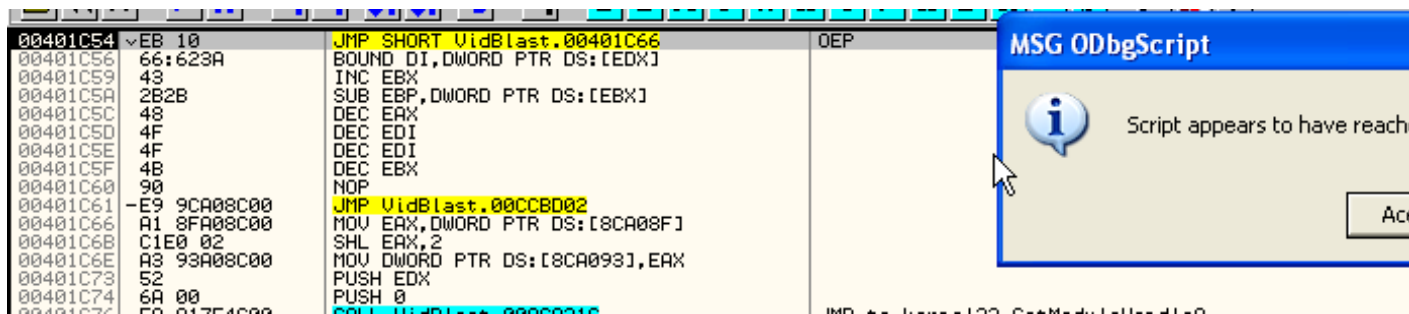 00401C54 EB 10 JMP SHORT VidBlast.00401C66 OEP
00401C56 66:623A BOUND DI,DWORD PTR DS:[EDX]
00401C59 43 INC EBX
00401C5A 2B2B SUB EBP,DWORD PTR DS:[EBX]
00401C5C 48 DEC EAX
00401C5D 4F DEC EDI
00401C5E 4F DEC EDI
00401C5F 4B DEC EBX
00401C60 90 NOP
00401C61 -E9 9CA08C00 JMP VidBlast.00CCBD02
00401C66 A1 8FA08C00 MOV EAX,DWORD PTR DS:[8CA08F]
00401C6B C1E0 02 SHL EAX,2
00401C6E A3 93A08C00 MOV DWORD PTR DS:[8CA093],EAX
00401C73 52 PUSH EDX
00401C74 6A 00 PUSH 0
MSG ODbgScript
Script appears to have reach
Ace